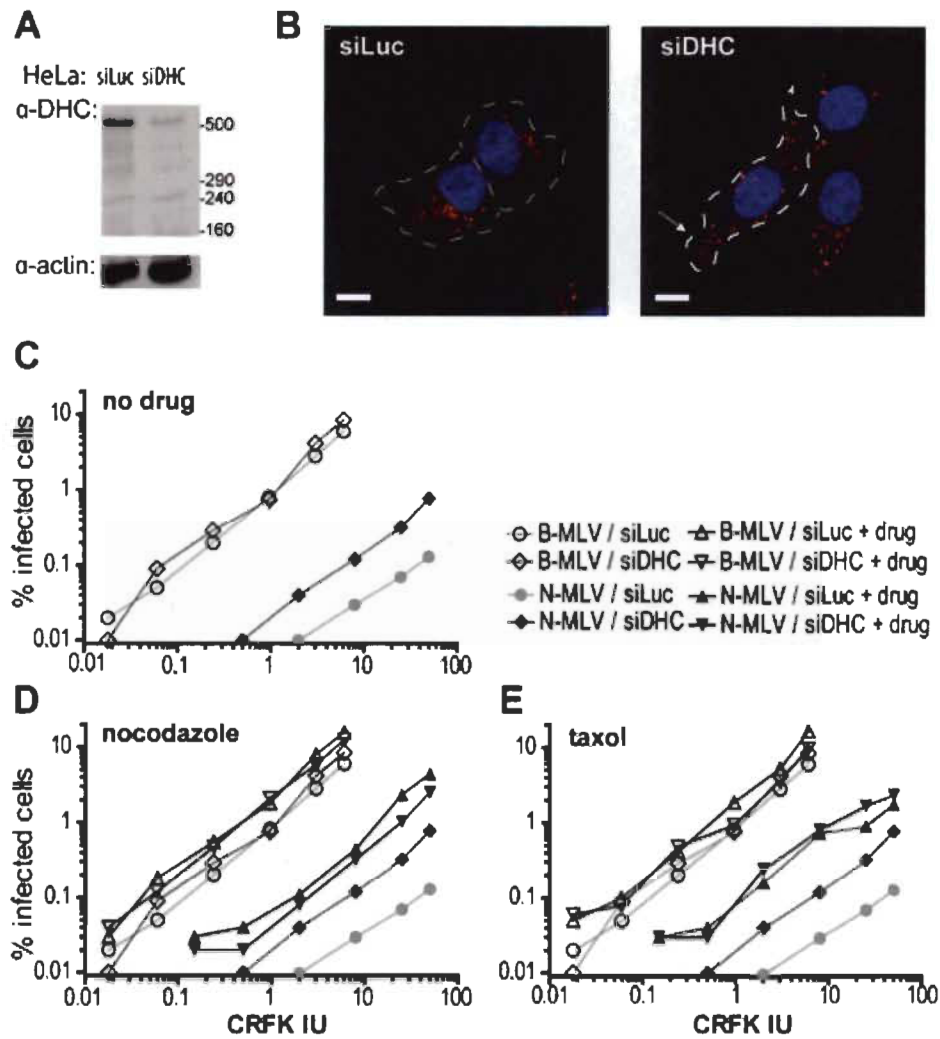 A
HeLa: siLuc siDHC
α-DHC:
-500
-290
-240
-160
α-actin:
B
siLuc
siDHC
C
no drug
% infected cells
10
1
0.1
0.01
0.01 0.1 1 10 100
B-MLV / siLuc
B-MLV / siDHC
N-MLV / siLuc
N-MLV / siDHC
B-MLV / siLuc + drug
B-MLV / siDHC + drug
N-MLV / siLuc + drug
N-MLV / siDHC + drug
D
nocodazole
% infected cells
10
1
0.1
0.01
0.01 0.1 1 10 100
CRFK IU
E
taxol
10
1
0.1
0.01
0.01 0.1 1 10 100
CRFK IU